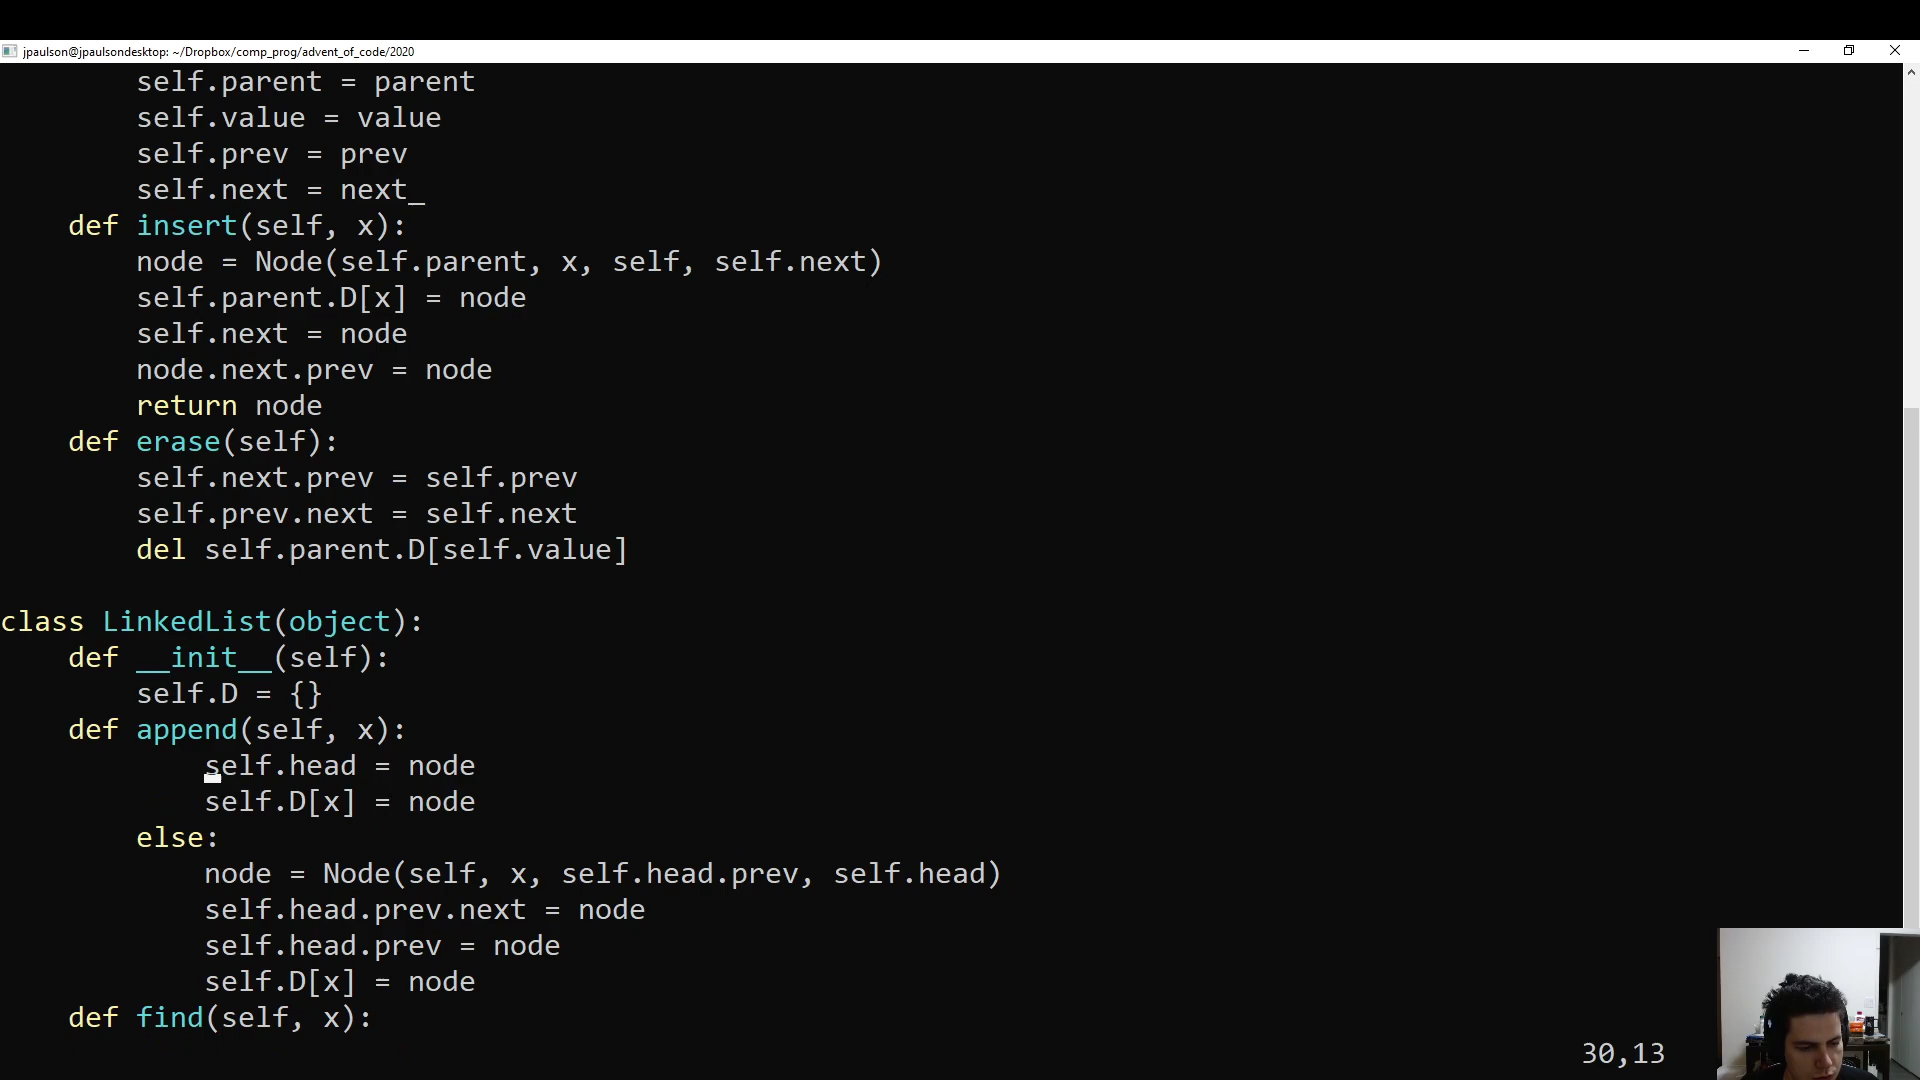 jpaulson@jpaulsondesktop: ~/Dropbox/comp_prog/advent_of_code/2020
        self.parent = parent
        self.value = value
        self.prev = prev
        self.next = next_
    def insert(self, x):
        node = Node(self.parent, x, self, self.next)
        self.parent.D[x] = node
        self.next = node
        node.next.prev = node
        return node
    def erase(self):
        self.next.prev = self.prev
        self.prev.next = self.next
        del self.parent.D[self.value]

class LinkedList(object):
    def __init__(self):
        self.D = {}
    def append(self, x):
            self.head = node
            self.D[x] = node
        else:
            node = Node(self, x, self.head.prev, self.head)
            self.head.prev.next = node
            self.head.prev = node
            self.D[x] = node
    def find(self, x):
30,13